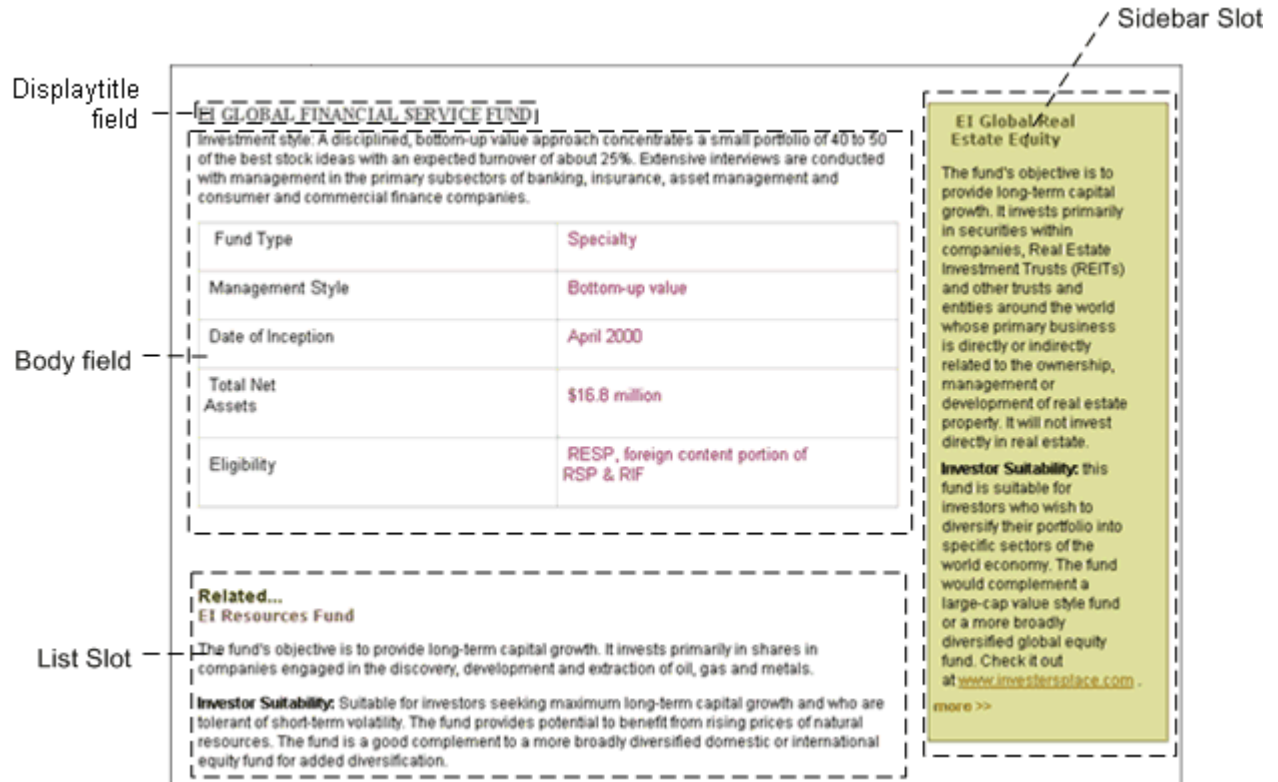 Sidebar Slot
Displaytitle
field
EI GLOBAL FINANCIAL SERVICE FUND
Investment style: A disciplined, bottom-up value approach concentrates a small portfolio of 40 to 50
of the best stock ideas with an expected turnover of about 25%. Extensive interviews are conducted
with management in the primary subsectors of banking, insurance, asset management and
consumer and commercial finance companies.
Fund Type
Specialty
Management Style
Bottom-up value
Date of Inception
April 2000
Body field
Total Net
Assets
$16.8 million
Eligibility
RESP, foreign content portion of
RSP & RIF
List Slot
Related...
EI Resources Fund
The fund's objective is to provide long-term capital growth. It invests primarily in shares in
companies engaged in the discovery, development and extraction of oil, gas and metals.
Investor Suitability: Suitable for investors seeking maximum long-term capital growth and who are
tolerant of short-term volatility. The fund provides potential to benefit from rising prices of natural
resources. The fund is a good complement to a more broadly diversified domestic or international
equity fund for added diversification.
EI Global Real
Estate Equity
The fund's objective is to
provide long-term capital
growth. It invests primarily
in securities within
companies, Real Estate
Investment Trusts (REITs)
and other trusts and
entities around the world
whose primary business
is directly or indirectly
related to the ownership,
management or
development of real estate
property. It will not invest
directly in real estate.
Investor Suitability: this
fund is suitable for
investors who wish to
diversify their portfolio into
specific sectors of the
world economy. The fund
would complement a
large-cap value style fund
or a more broadly
diversified global equity
fund. Check it out
at www.investersplace.com .
more >>